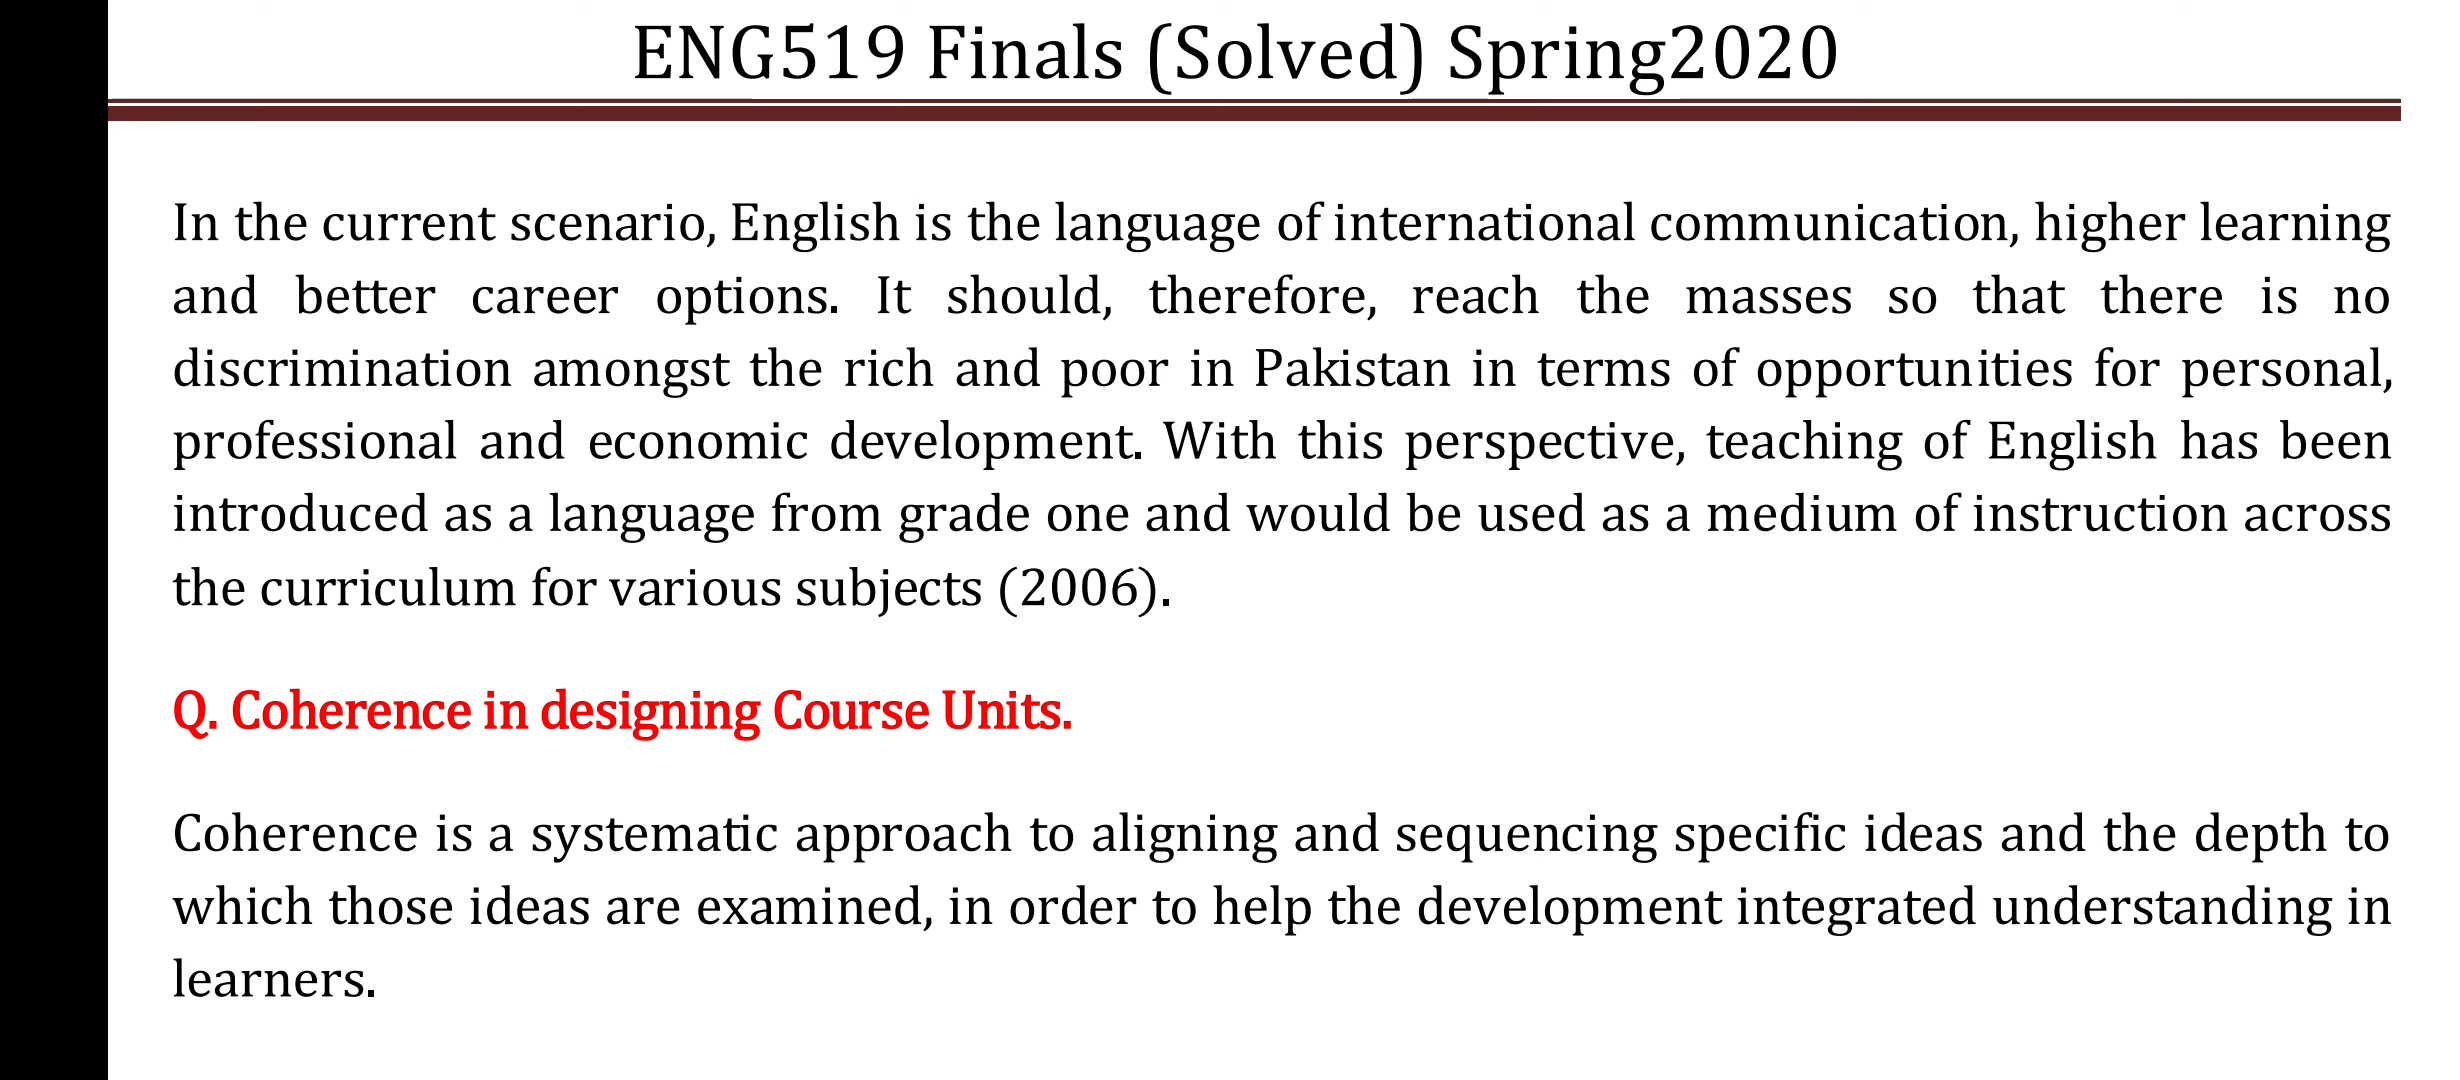 ENG519 Finals (Solved) Spring2020
In the current scenario, English is the language of international communication, higher learning
and better career options. It should, therefore, reach the masses so that there is no
discrimination amongst the rich and poor in Pakistan in terms of opportunities for personal,
professional and economic development. With this perspective, teaching of English has been
introduced as a language from grade one and would be used as a medium of instruction across
the curriculum for various subjects (2006).
Q. Coherence in designing Course Units.
Coherence is a systematic approach to aligning and sequencing specific ideas and the depth to
which those ideas are examined, in order to help the development integrated understanding in
learners.